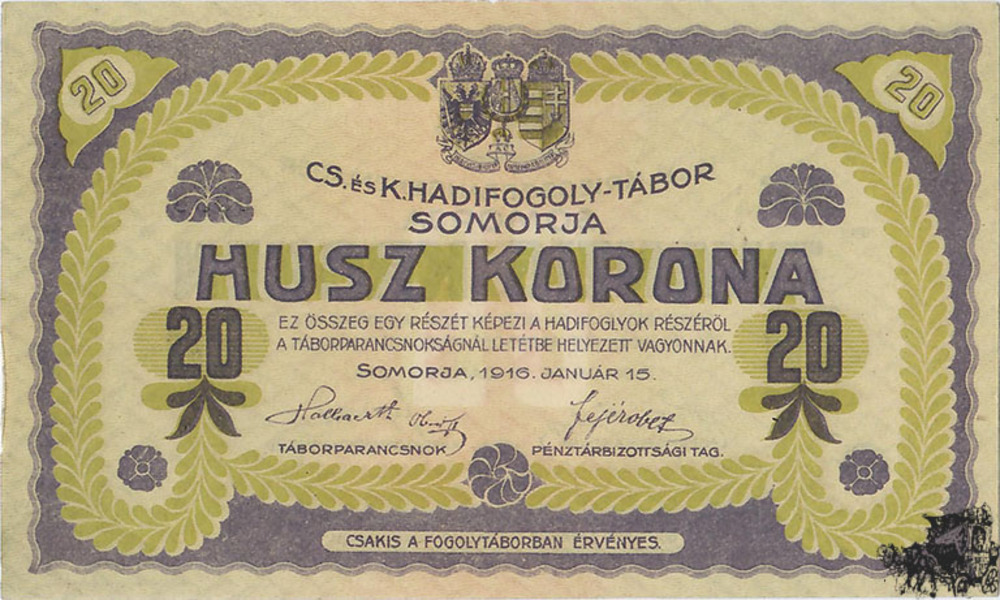 20
20
CS. és K. HADIFOGOLY-TÁBOR
SOMORJA
HUSZ KORONA
20
20
EZ ÖSSZEG EGY RÉSZÉT KÉPEZI A HADIFOGLYOK RÉSZÉRÖL
A TÁBORPARANCSNOKSÁGNÁL LETÉTBE HELYEZETT VAGYONNAK.
SOMORJA, 1916. JANUÁR 15.
TÁBORPARANCSNOK
PÉNZTÁRBIZOTTSÁGI TAG.
CSAKIS A FOGOLYTÁBORBAN ÉRVÉNYES.